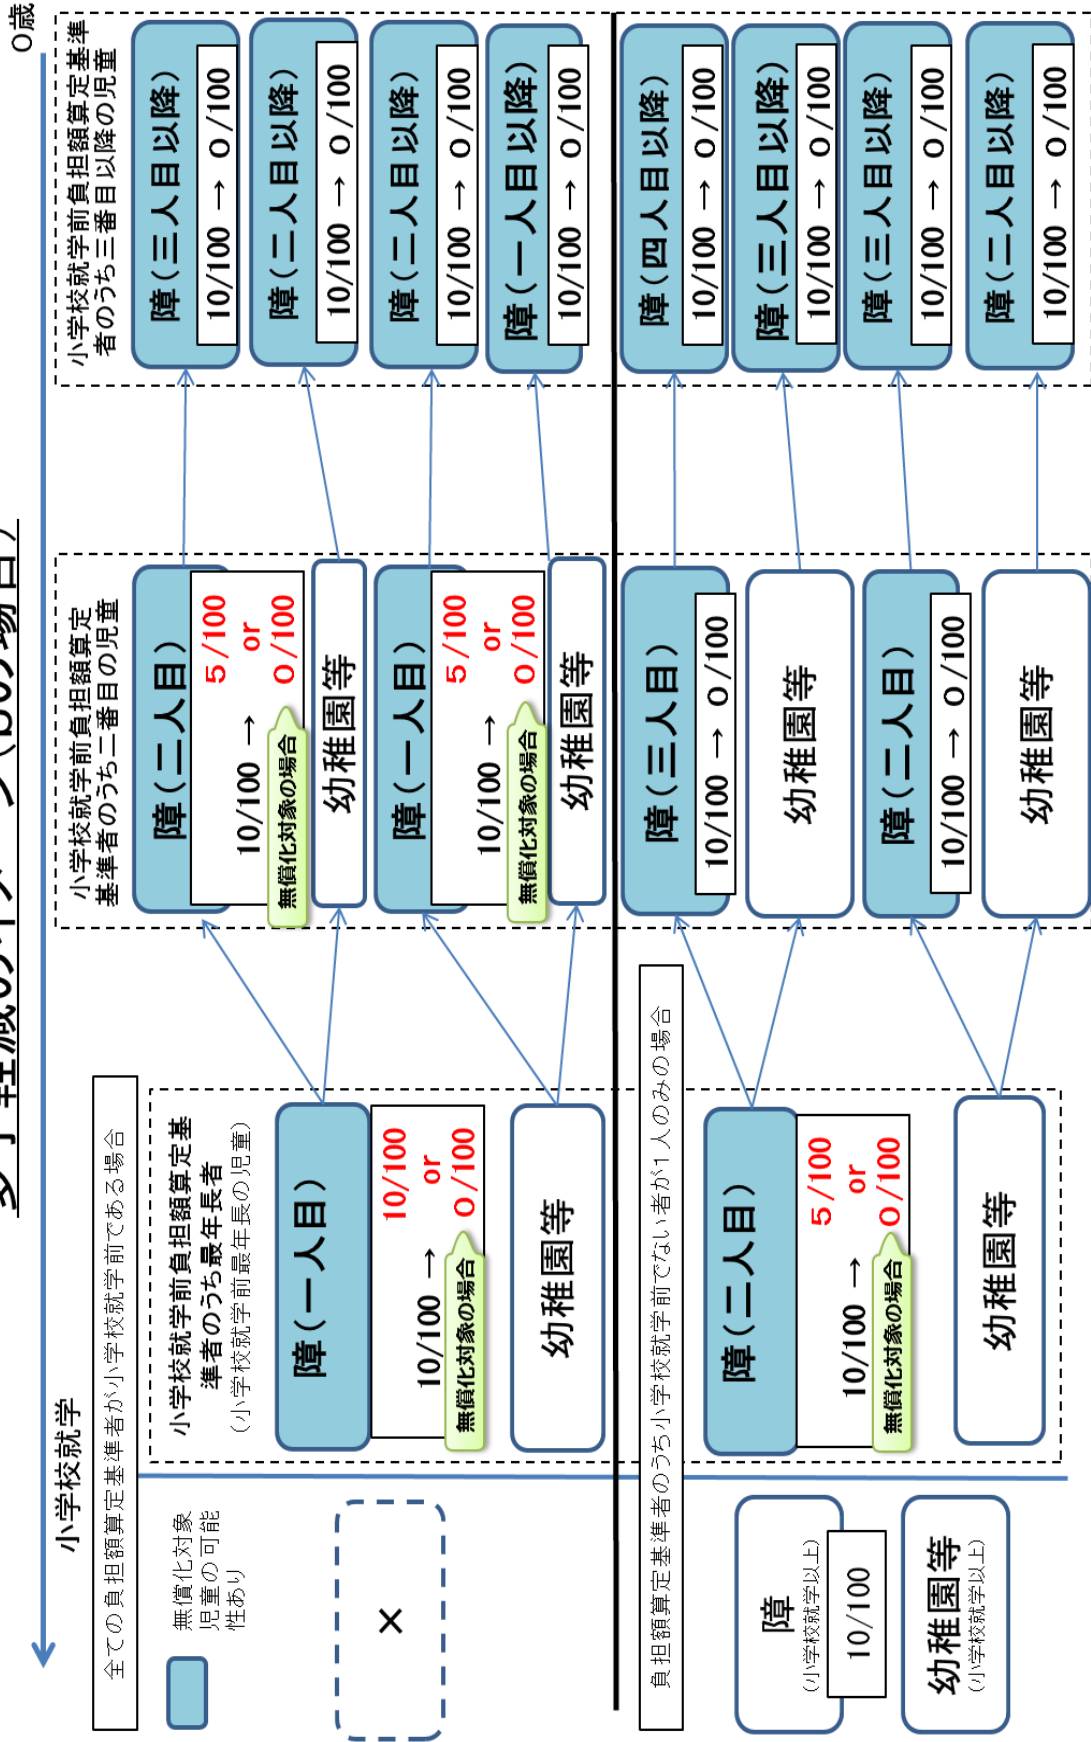 多子軽減のイメージ（bの場合）
小学校就学
0歳
全ての負担額算定基準者が小学校就学前である場合
無償化対象
児童の可能
性あり
×
小学校就学前負担額算定基
準者のうち最年長者
（小学校就学前最年長の児童）
障（一人目）
10/100 →
10/100
or
0/100
無償化対象の場合
幼稚園等
小学校就学前負担額算定
基準者のうち二番目の児童
障（二人目）
10/100 →
5/100
or
0/100
無償化対象の場合
幼稚園等
障（一人目）
10/100 →
5/100
or
0/100
無償化対象の場合
幼稚園等
小学校就学前負担額算定基準
者のうち三番目以降の児童
障（三人目以降）
10/100 → 0/100
障（二人目以降）
10/100 → 0/100
障（二人目以降）
10/100 → 0/100
障（一人目以降）
10/100 → 0/100
負担額算定基準者のうち小学校就学前でない者が1人のみの場合
障
（小学校就学以上）
10/100
幼稚園等
（小学校就学以上）
障（二人目）
10/100 →
5/100
or
0/100
無償化対象の場合
幼稚園等
障（三人目）
10/100 → 0/100
幼稚園等
障（二人目）
10/100 → 0/100
幼稚園等
障（四人目以降）
10/100 → 0/100
障（三人目以降）
10/100 → 0/100
障（三人目以降）
10/100 → 0/100
障（二人目以降）
10/100 → 0/100